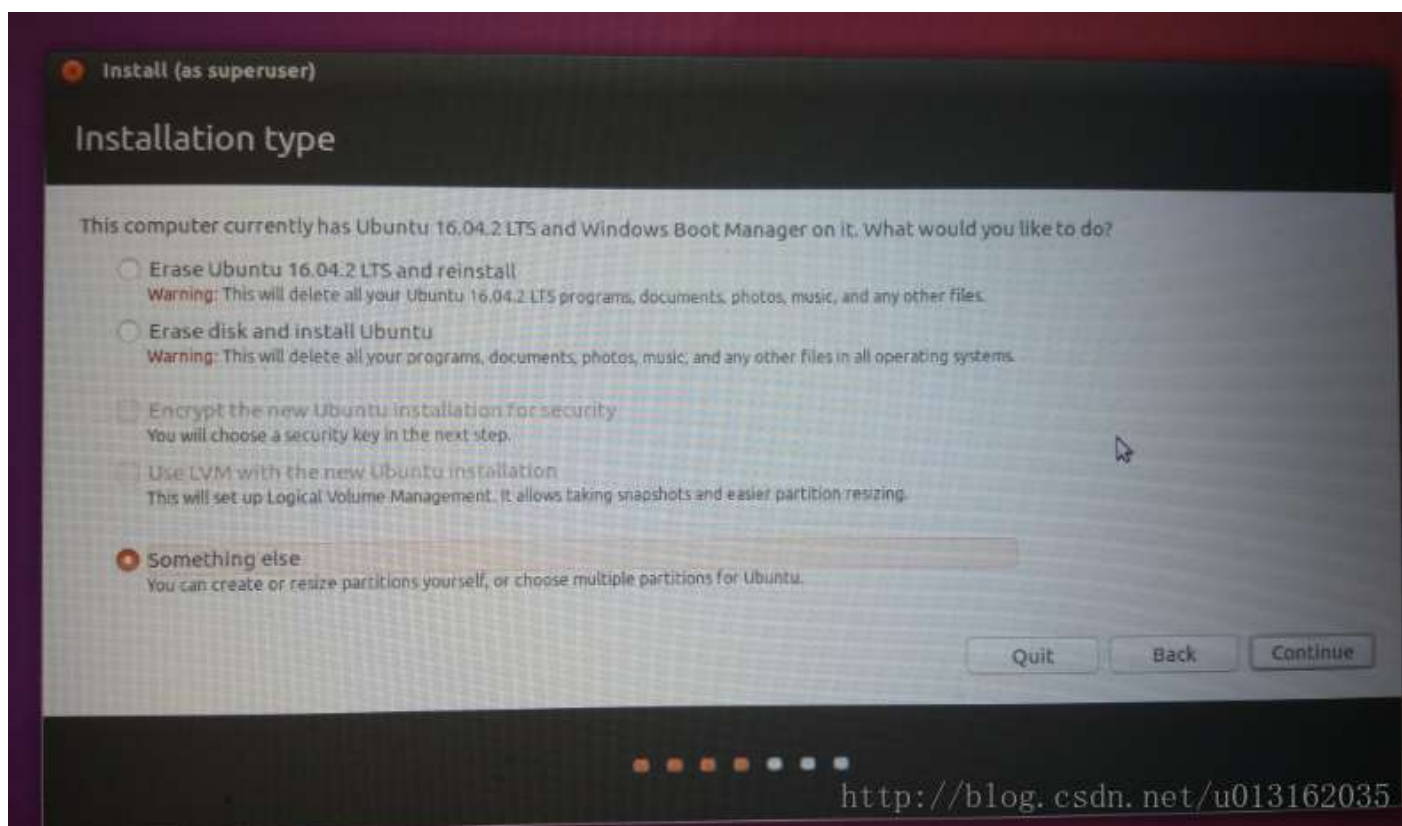 Install (as superuser)
Installation type
This computer currently has Ubuntu 16.04.2 LTS and Windows Boot Manager on it. What would you like to do?
Erase Ubuntu 16.04.2 LTS and reinstall
Warning: This will delete all your Ubuntu 16.04.2 LTS programs, documents, photos, music, and any other files.
Erase disk and install Ubuntu
Warning: This will delete all your programs, documents, photos, music, and any other files in all operating systems.
Encrypt the new Ubuntu installation for security
You will choose a security key in the next step.
Use LVM with the new Ubuntu installation
This will set up Logical Volume Management. It allows taking snapshots and easier partition resizing.
Something else
You can create or resize partitions yourself, or choose multiple partitions for Ubuntu.
Quit Back Continue
http://blog.csdn.net/u013162035